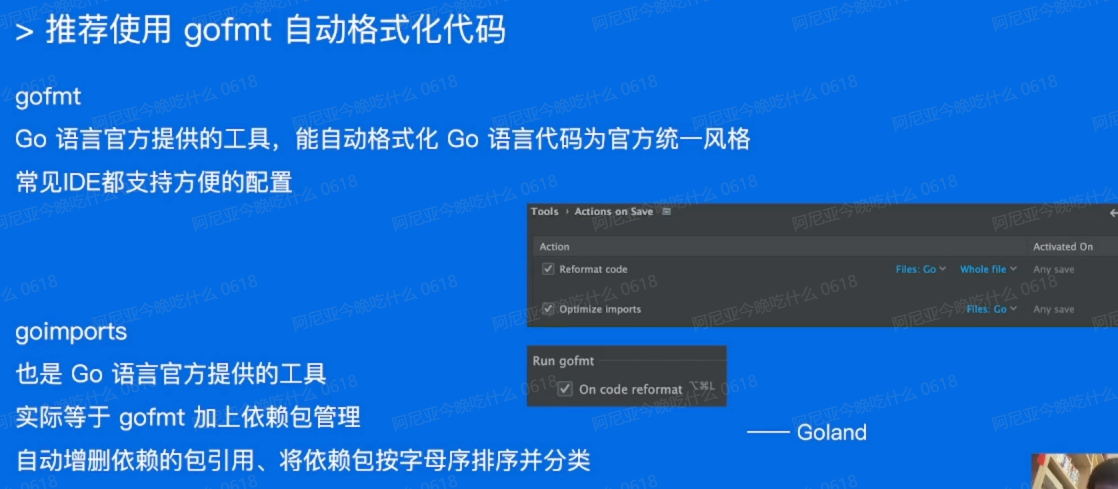 > 推荐使用 gofmt 自动格式化代码
gofmt
Go 语言官方提供的工具，能自动格式化 Go 语言代码为官方统一风格
常见IDE都支持方便的配置
Tools › Actions on Save
Action Activated On
Reformat code Files: Go Whole file Any save
Optimize imports Files: Go Any save
goimports
也是 Go 语言官方提供的工具
实际等于 gofmt 加上依赖包管理
自动增删依赖的包引用、将依赖包按字母序排序并分类
Run gofmt
On code reformat ⌥⌘L
—— Goland
阿尼亚今晚吃什么 0618